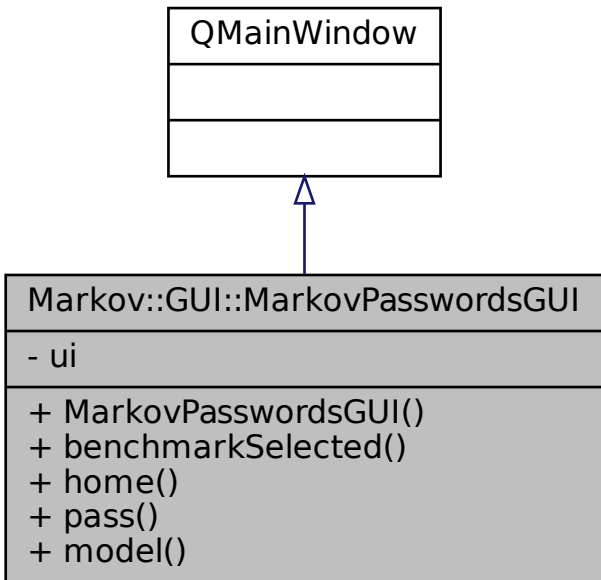 QMainWindow
Markov::GUI::MarkovPasswordsGUI
- ui
+ MarkovPasswordsGUI()
+ benchmarkSelected()
+ home()
+ pass()
+ model()